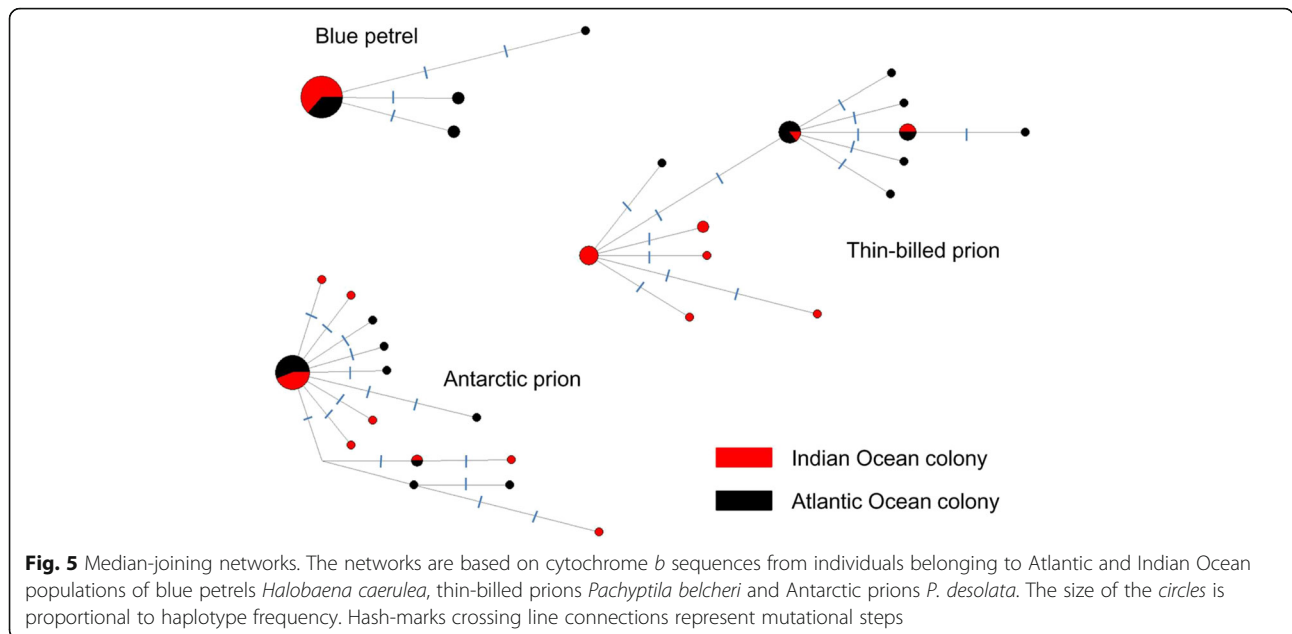 Blue petrel
Thin-billed prion
Antarctic prion
Indian Ocean colony
Atlantic Ocean colony
Fig. 5 Median-joining networks. The networks are based on cytochrome b sequences from individuals belonging to Atlantic and Indian Ocean
populations of blue petrels Halobaena caerulea, thin-billed prions Pachyptila belcheri and Antarctic prions P. desolata. The size of the circles is
proportional to haplotype frequency. Hash-marks crossing line connections represent mutational steps